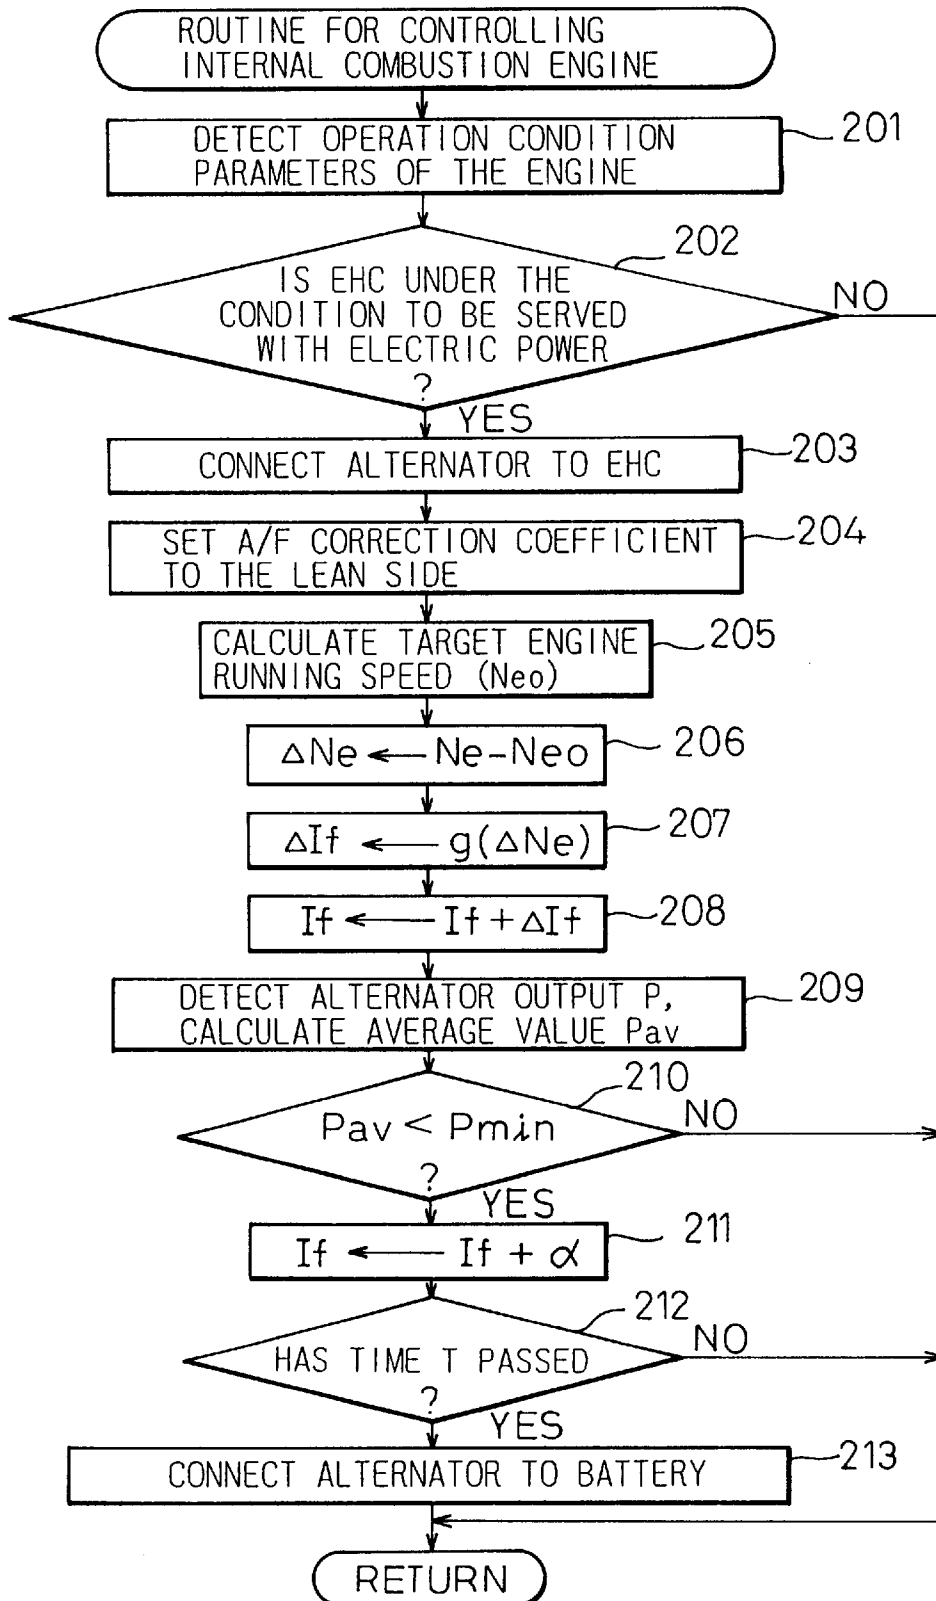 ROUTINE FOR CONTROLLING
INTERNAL COMBUSTION ENGINE
DETECT OPERATION CONDITION
PARAMETERS OF THE ENGINE
201
202
IS EHC UNDER THE
CONDITION TO BE SERVED
WITH ELECTRIC POWER
?
NO
YES
CONNECT ALTERNATOR TO EHC
203
SET A/F CORRECTION COEFFICIENT
TO THE LEAN SIDE
204
CALCULATE TARGET ENGINE
RUNNING SPEED (Neo)
205
ΔNe ← Ne-Neo
206
ΔIf ← g(ΔNe)
207
If ← If + ΔIf
208
DETECT ALTERNATOR OUTPUT P,
CALCULATE AVERAGE VALUE Pav
209
210
Pav < Pmin
?
NO
YES
If ← If + α
211
212
HAS TIME T PASSED
?
NO
YES
CONNECT ALTERNATOR TO BATTERY
213
RETURN